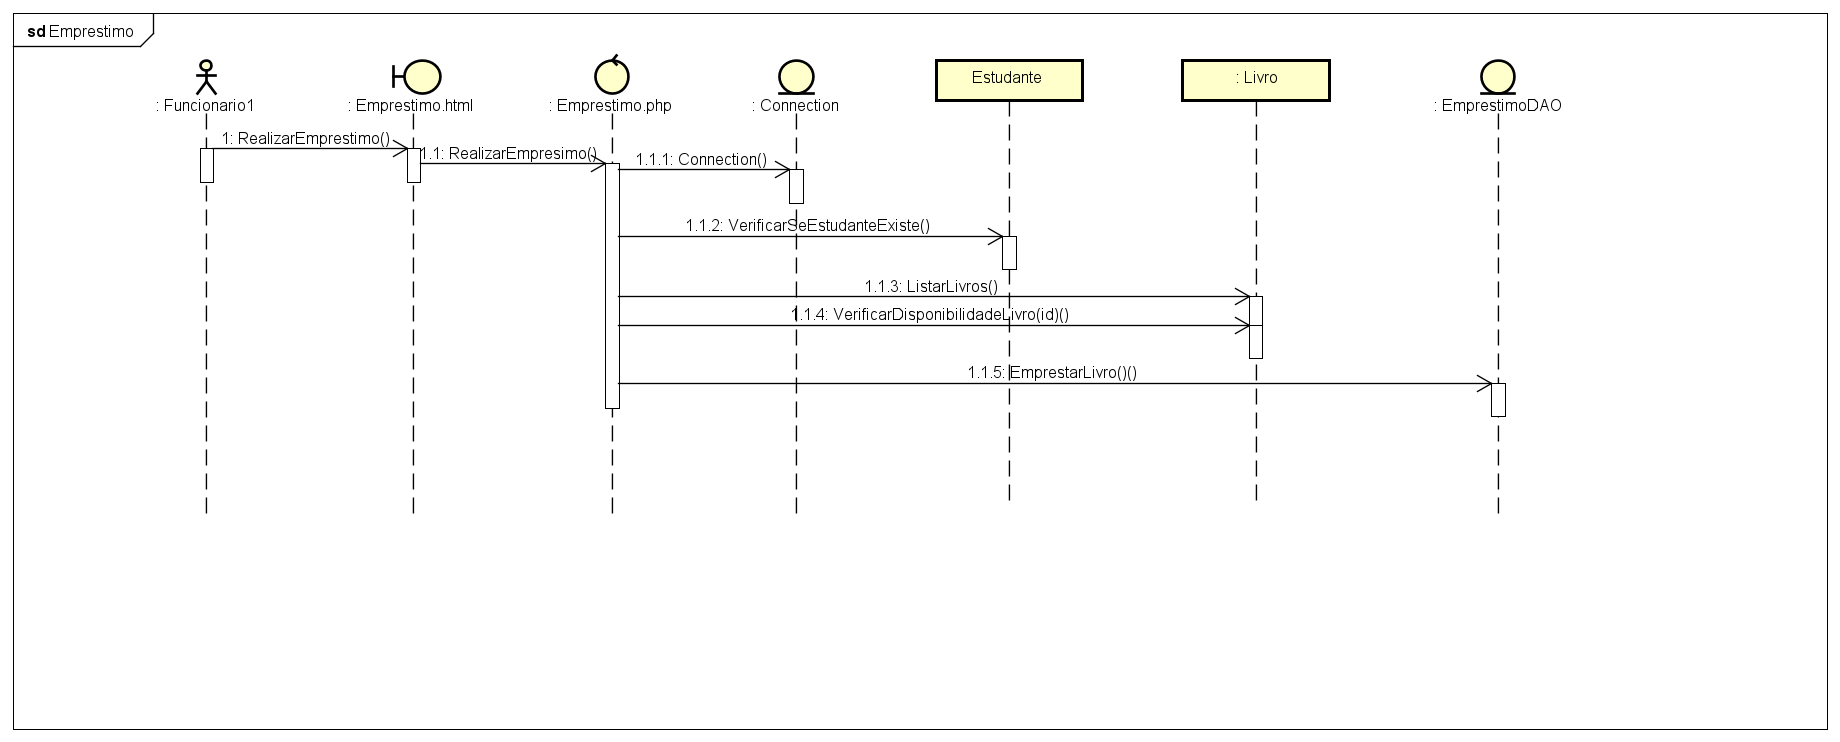 sd Emprestimo
: Funcionario1
: Emprestimo.html
: Emprestimo.php
: Connection
Estudante
: Livro
: EmprestimoDAO
1: RealizarEmprestimo()
1.1: RealizarEmpresimo()
1.1.1: Connection()
1.1.2: VerificarSeEstudanteExiste()
1.1.3: ListarLivros()
1.1.4: VerificarDisponibilidadeLivro(id)()
1.1.5: EmprestarLivro()()